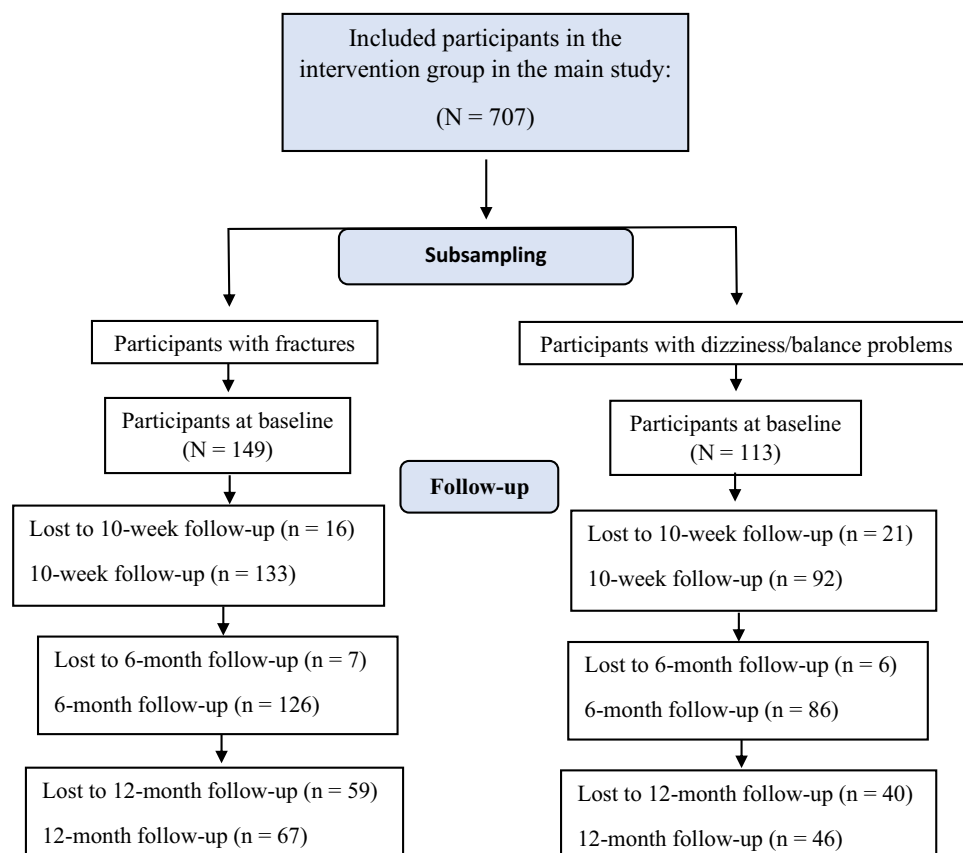 Included participants in the
intervention group in the main study:
(N = 707)
Subsampling
Participants with fractures
Participants with dizziness/balance problems
Participants at baseline
(N = 149)
Participants at baseline
(N = 113)
Follow-up
Lost to 10-week follow-up (n = 16)
10-week follow-up (n = 133)
Lost to 10-week follow-up (n = 21)
10-week follow-up (n = 92)
Lost to 6-month follow-up (n = 7)
6-month follow-up (n = 126)
Lost to 6-month follow-up (n = 6)
6-month follow-up (n = 86)
Lost to 12-month follow-up (n = 59)
12-month follow-up (n = 67)
Lost to 12-month follow-up (n = 40)
12-month follow-up (n = 46)